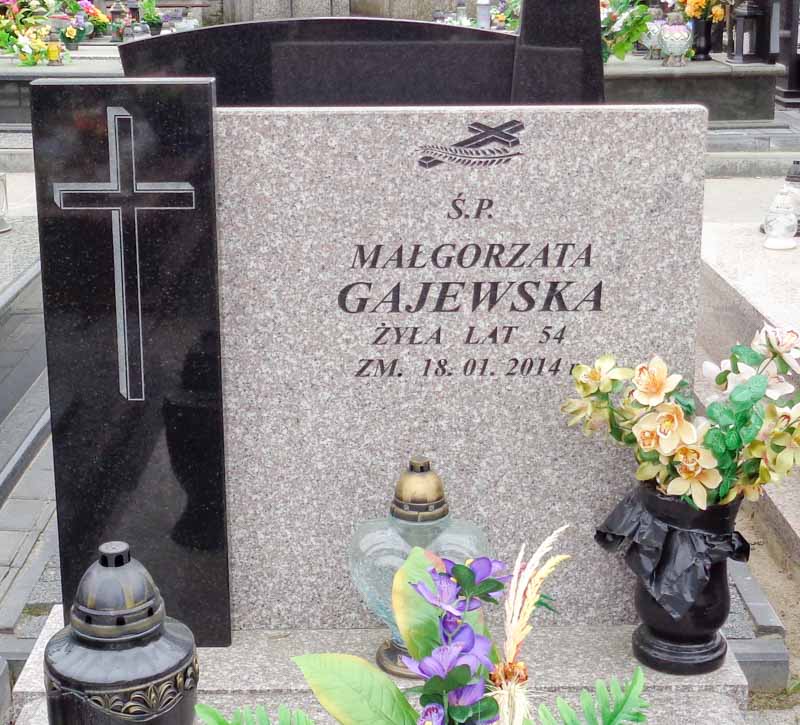 Ś.P.
MAŁGORZATA
GAJEWSKA
ŻYŁA LAT 54
ZM. 18.01.2014 r